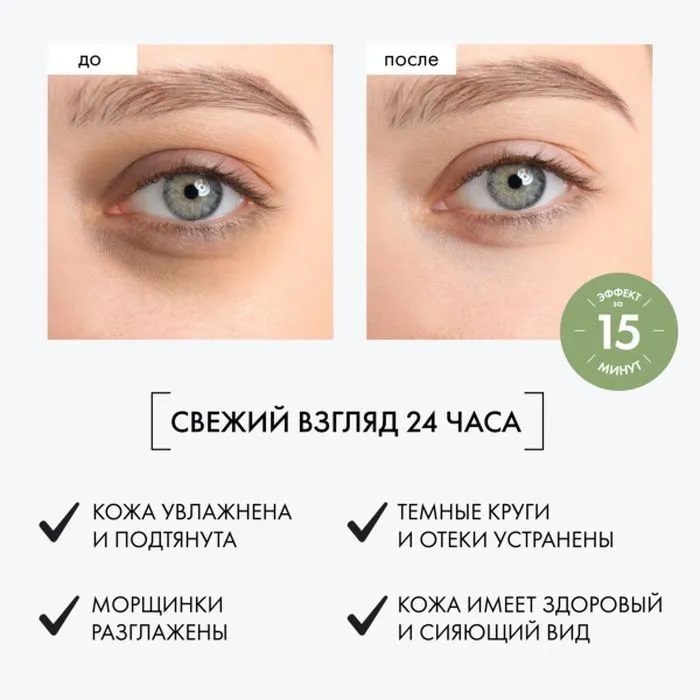 до
после
ЭФФЕКТ
за
15
МИНУТ
СВЕЖИЙ ВЗГЛЯД 24 ЧАСА
КОЖА УВЛАЖНЕНА
И ПОДТЯНУТА
ТЕМНЫЕ КРУГИ
И ОТЕКИ УСТРАНЕНЫ
МОРЩИНКИ
РАЗГЛАЖЕНЫ
КОЖА ИМЕЕТ ЗДОРОВЫЙ
И СИЯЮЩИЙ ВИД